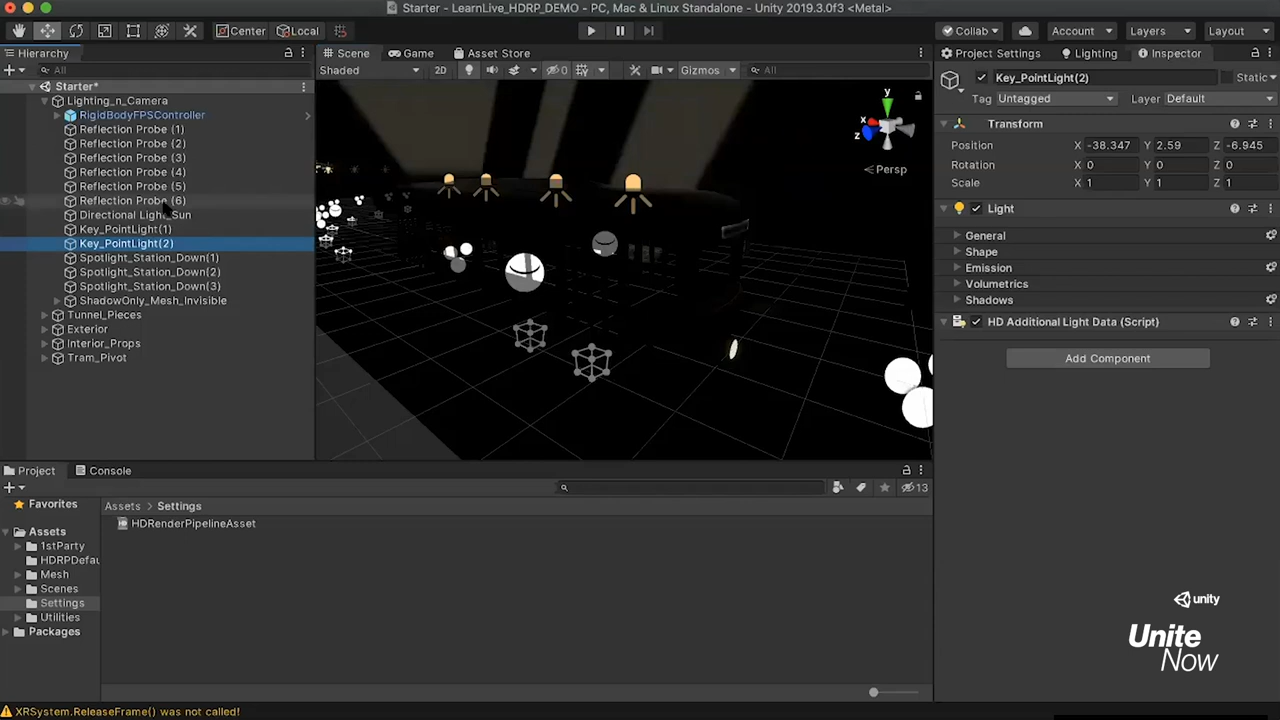 Starter - LearnLive_HDRP_DEMO - PC, Mac & Linux Standalone - Unity 2019.3.0f3 <Metal>
Center Local Collab Account Layers Layout
Hierarchy Scene Game Asset Store Project Settings Lighting Inspector
All Shaded 2D 0 Gizmos All
Key_PointLight(2) Static
Tag Untagged Layer Default
Starter*
Lighting_n_Camera
RigidBodyFPSController
Reflection Probe (1)
Reflection Probe (2)
Reflection Probe (3)
Reflection Probe (4)
Reflection Probe (5)
Reflection Probe (6)
Directional Light Sun
Key_PointLight(1)
Key_PointLight(2)
Spotlight_Station_Down(1)
Spotlight_Station_Down(2)
Spotlight_Station_Down(3)
ShadowOnly_Mesh_Invisible
Tunnel_Pieces
Exterior
Interior_Props
Tram_Pivot
y
x
z
Persp
Transform
Position X -38.347 Y 2.59 Z -6.945
Rotation X 0 Y 0 Z 0
Scale X 1 Y 1 Z 1
Light
General
Shape
Emission
Volumetrics
Shadows
HD Additional Light Data (Script)
Add Component
Project Console
13
Favorites
Assets
1stParty
HDRPDefau
Mesh
Scenes
Settings
Utilities
Packages
Assets > Settings
HDRenderPipelineAsset
unity
Unite
Now
XRSystem.ReleaseFrame() was not called!